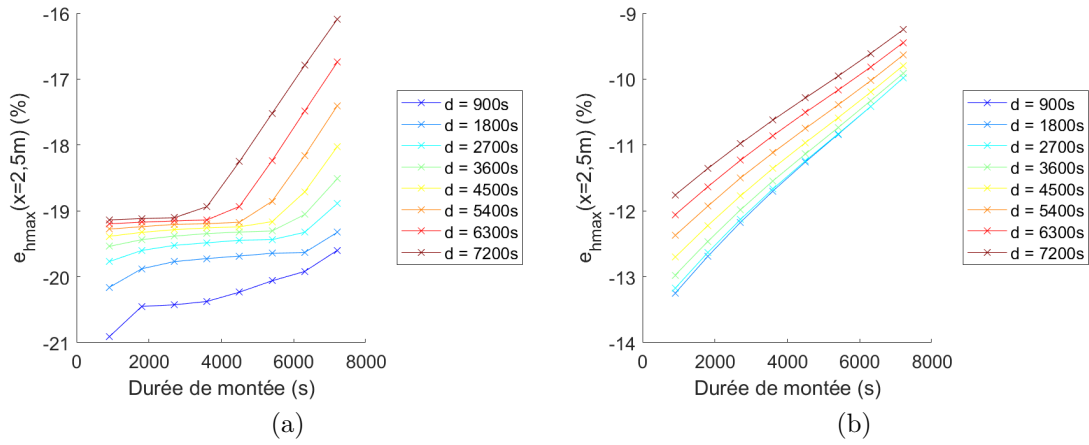 -16
-17
-18
-19
-20
-21
e_hmax(x=2,5m) (%)
0
2000
4000
6000
8000
Durée de montée (s)
d = 900s
d = 1800s
d = 2700s
d = 3600s
d = 4500s
d = 5400s
d = 6300s
d = 7200s
(a)
-9
-10
-11
-12
-13
-14
e_hmax(x=2,5m) (%)
0
2000
4000
6000
8000
Durée de montée (s)
d = 900s
d = 1800s
d = 2700s
d = 3600s
d = 4500s
d = 5400s
d = 6300s
d = 7200s
(b)